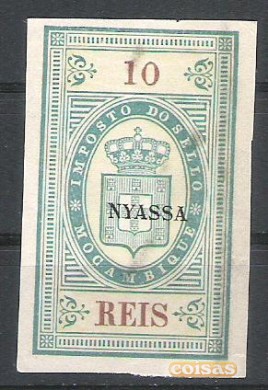 10
IMPOSTO DO SELLO
NYASSA
MOÇAMBIQUE
REIS
coisas